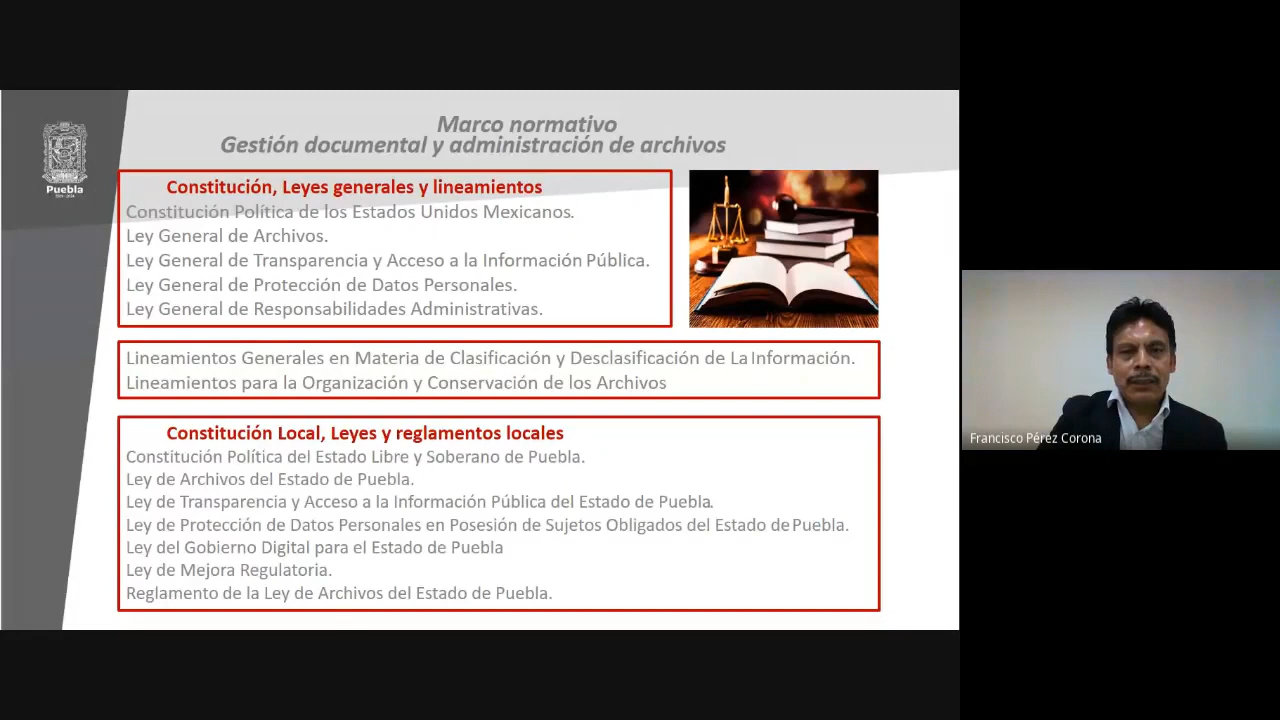 Marco normativo
Gestión documental y administración de archivos
Puebla
Constitución, Leyes generales y lineamientos
Constitución Política de los Estados Unidos Mexicanos.
Ley General de Archivos.
Ley General de Transparencia y Acceso a la Información Pública.
Ley General de Protección de Datos Personales.
Ley General de Responsabilidades Administrativas.
Lineamientos Generales en Materia de Clasificación y Desclasificación de La Información.
Lineamientos para la Organización y Conservación de los Archivos
Francisco Pérez Corona
Constitución Local, Leyes y reglamentos locales
Constitución Política del Estado Libre y Soberano de Puebla.
Ley de Archivos del Estado de Puebla.
Ley de Transparencia y Acceso a la Información Pública del Estado de Puebla.
Ley de Protección de Datos Personales en Posesión de Sujetos Obligados del Estado de Puebla.
Ley del Gobierno Digital para el Estado de Puebla
Ley de Mejora Regulatoria.
Reglamento de la Ley de Archivos del Estado de Puebla.